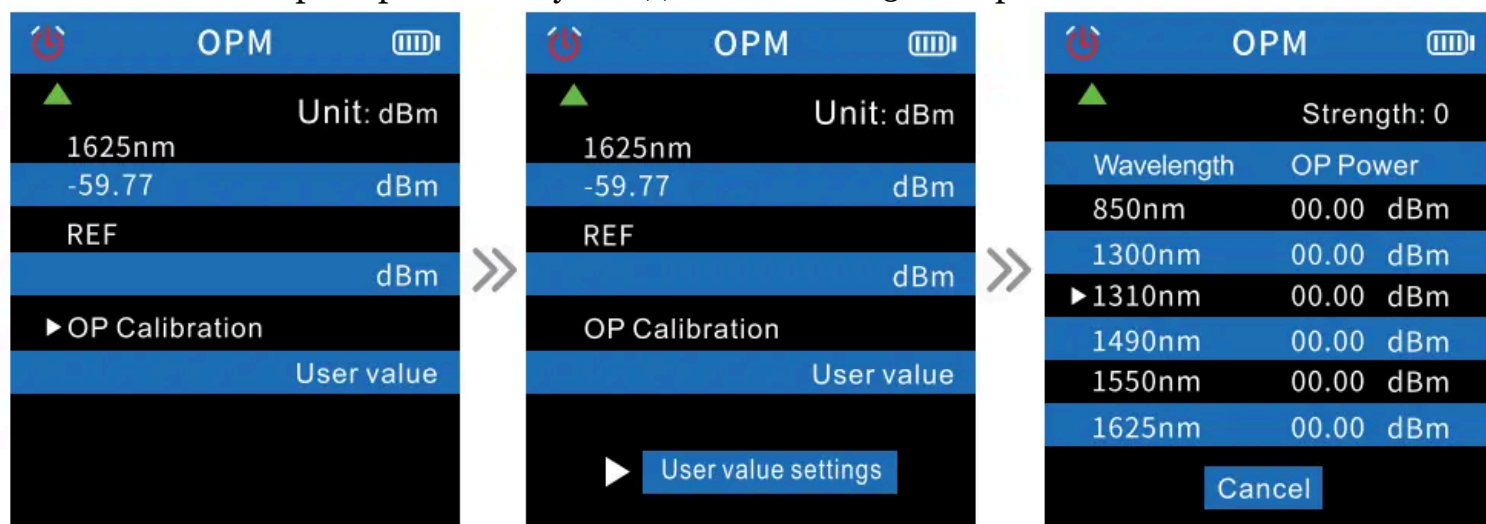 OPM
Unit: dBm
1625nm
-59.77 dBm
REF
dBm
OP Calibration
User value
OPM
Unit: dBm
1625nm
-59.77 dBm
REF
dBm
OP Calibration
User value
User value settings
OPM
Strength: 0
Wavelength OP Power
850nm 00.00 dBm
1300nm 00.00 dBm
1310nm 00.00 dBm
1490nm 00.00 dBm
1550nm 00.00 dBm
1625nm 00.00 dBm
Cancel